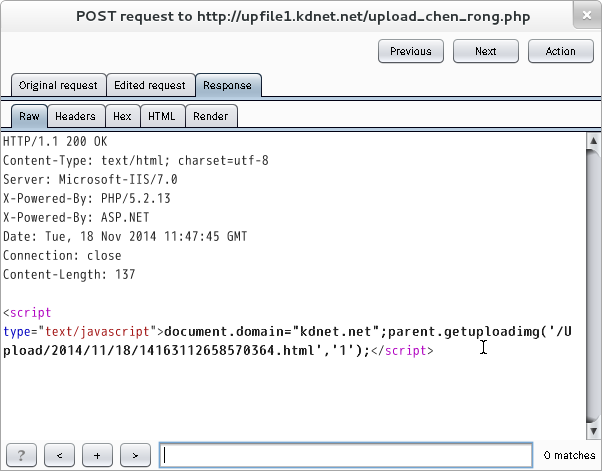 POST request to http://upfile1.kdnet.net/upload_chen_rong.php
×
Previous Next Action
Original request Edited request Response
Raw Headers Hex HTML Render
HTTP/1.1 200 OK
Content-Type: text/html; charset=utf-8
Server: Microsoft-IIS/7.0
X-Powered-By: PHP/5.2.13
X-Powered-By: ASP.NET
Date: Tue, 18 Nov 2014 11:47:45 GMT
Connection: close
Content-Length: 137
<script
type="text/javascript">document.domain="kdnet.net";parent.getuploadimg('/U
pload/2014/11/18/14163112658570364.html','1');</script>
? < + > 0 matches